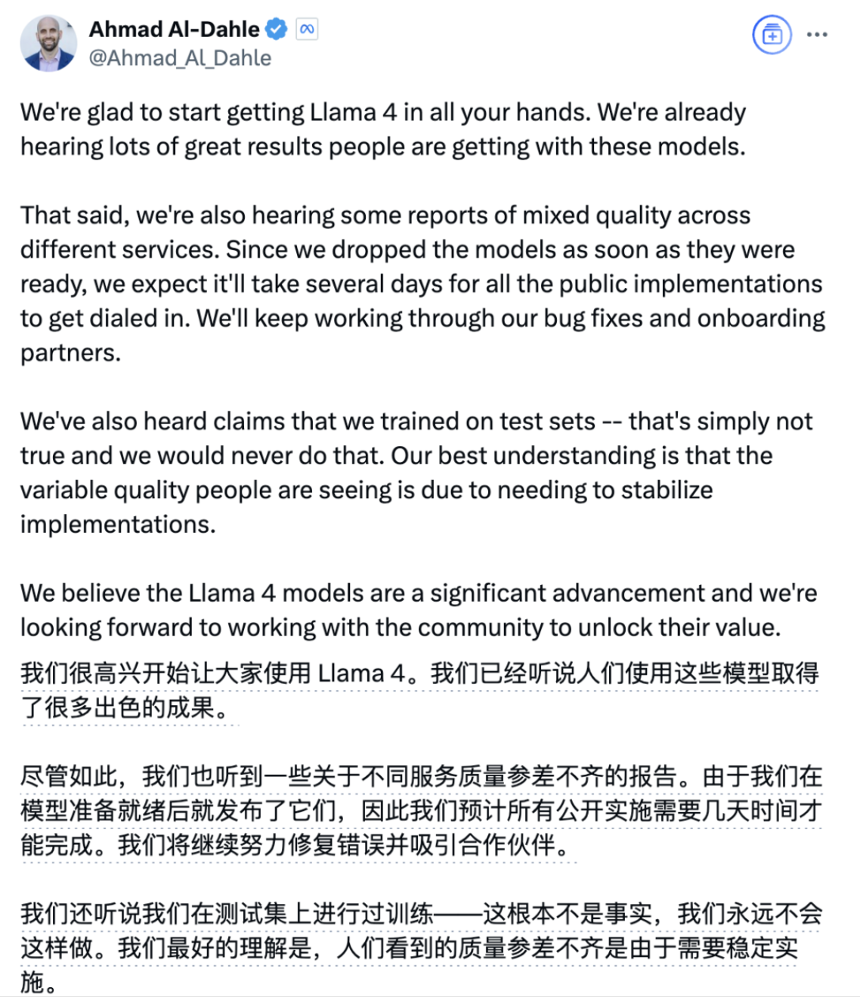 Ahmad Al-Dahle
@Ahmad_Al_Dahle
We're glad to start getting Llama 4 in all your hands. We're already
hearing lots of great results people are getting with these models.
That said, we're also hearing some reports of mixed quality across
different services. Since we dropped the models as soon as they were
ready, we expect it'll take several days for all the public implementations
to get dialed in. We'll keep working through our bug fixes and onboarding
partners.
We've also heard claims that we trained on test sets -- that's simply not
true and we would never do that. Our best understanding is that the
variable quality people are seeing is due to needing to stabilize
implementations.
We believe the Llama 4 models are a significant advancement and we're
looking forward to working with the community to unlock their value.
我们很高兴开始让大家使用 Llama 4。我们已经听说人们使用这些模型取得
了很多出色的成果。
尽管如此，我们也听到一些关于不同服务质量参差不齐的报告。由于我们在
模型准备就绪后就发布了它们，因此我们预计所有公开实施需要几天时间才
能完成。我们将继续努力修复错误并吸引合作伙伴。
我们还听说我们在测试集上进行过训练——这根本不是事实，我们永远不会
这样做。我们最好的理解是，人们看到的质量参差不齐是由于需要稳定实
施。